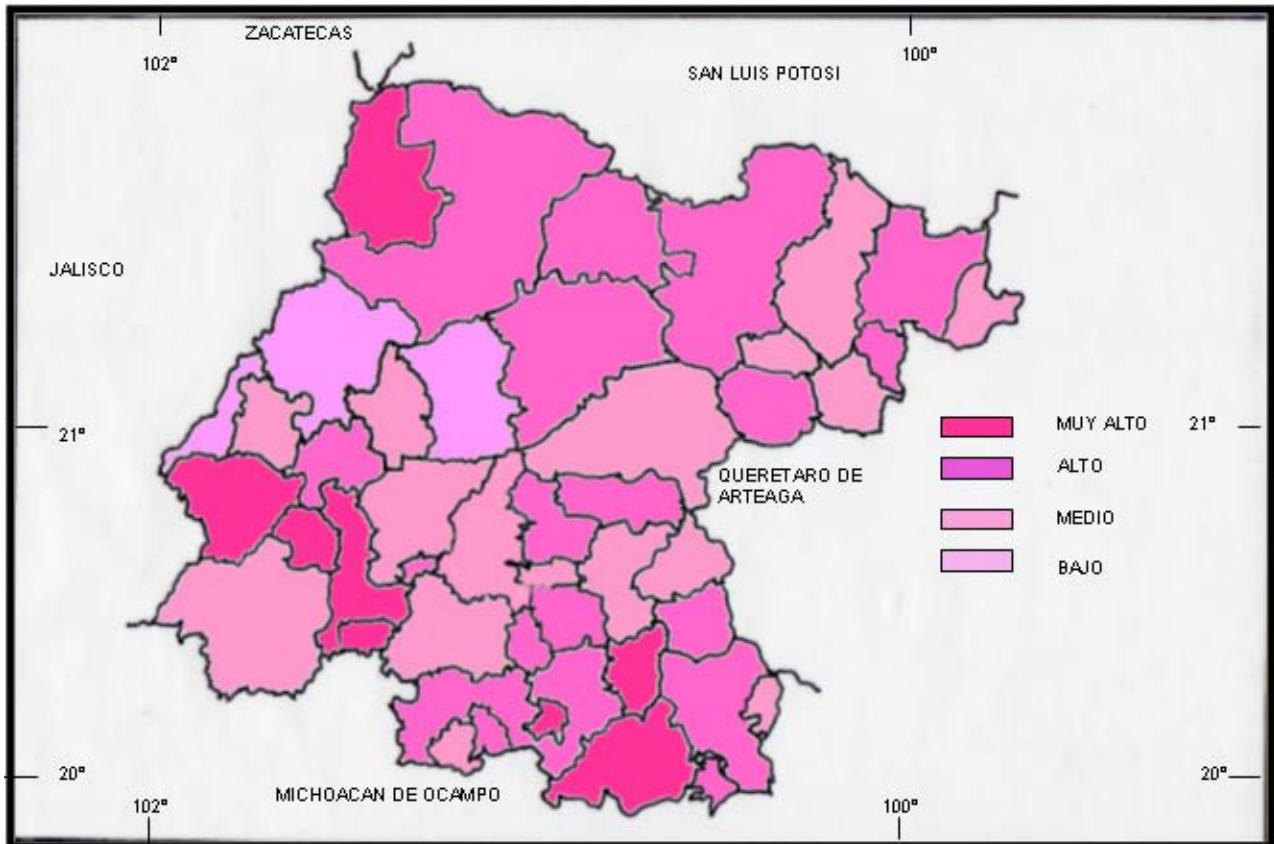 ZACATECAS
102°
100°
SAN LUIS POTOSI
JALISCO
21°
MUY ALTO
21°
ALTO
QUERETARO DE
ARTEAGA
MEDIO
BAJO
20°
20°
MICHOACAN DE OCAMPO
102°
100°